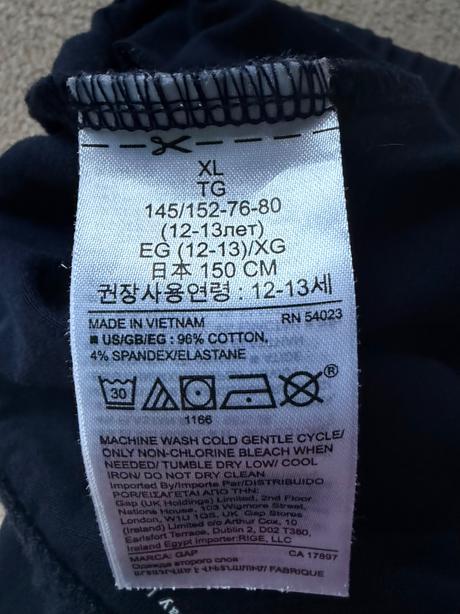 XL
TG
145/152-76-80
(12-13лет)
EG (12-13)/XG
日本 150 CM
권장사용연령 : 12-13세
MADE IN VIETNAM RN 54023
■ US/GB/EG : 96% COTTON,
4% SPANDEX/ELASTANE
30
1166
MACHINE WASH COLD GENTLE CYCLE/
ONLY NON-CHLORINE BLEACH WHEN
NEEDED/ TUMBLE DRY LOW/ COOL
IRON/ DO NOT DRY CLEAN
Imported By/Importe Par/DISTRIBUIDO
POR/ΕΙΣΑΓΕΤΑΙ ΑΠΟ ΤΗΝ:
Gap (UK Holdings) Limited, 2nd Floor
Nations House, 103 Wigmore Street,
London, W1U 1QS, UK Gap Stores
(Ireland) Limited c/o Arthur Cox, 10
Earlsfort Terrace, Dublin 2, D02 T380,
Ireland Egypt Importer:RIGE, LLC
MARCA: GAP CA 17897
Одежда второго слоя
FABRIQUE